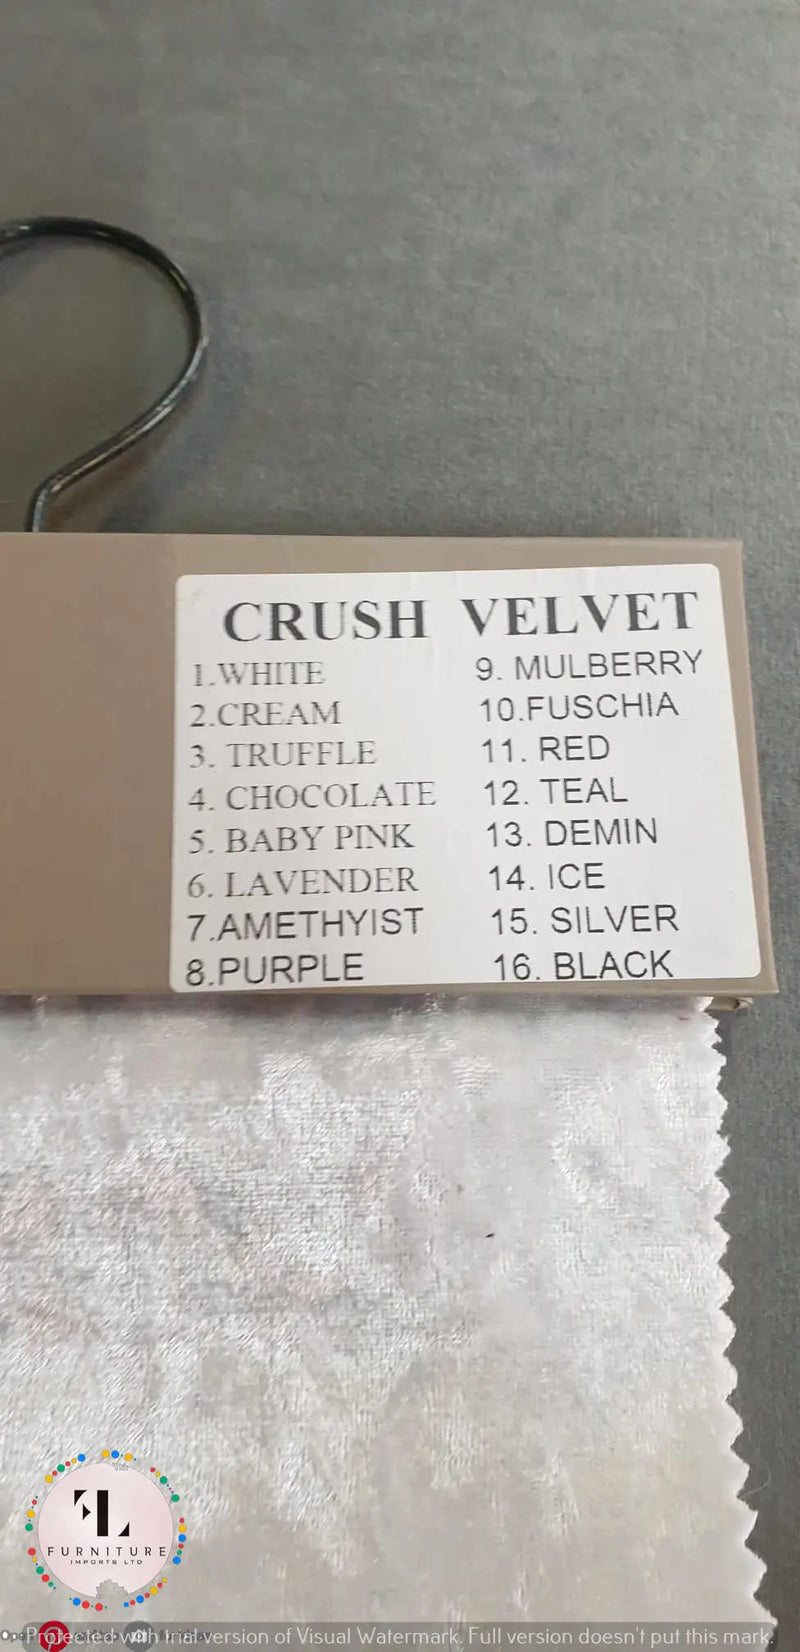 CRUSH VELVET
1.WHITE
2.CREAM
3. TRUFFLE
4. CHOCOLATE
5. BABY PINK
6. LAVENDER
7.AMETHYIST
8.PURPLE
9. MULBERRY
10.FUSCHIA
11. RED
12. TEAL
13. DEMIN
14. ICE
15. SILVER
16. BLACK
FL
FURNITURE
IMPORTS LTD
Protected with trial version of Visual Watermark. Full version doesn't put this mark.